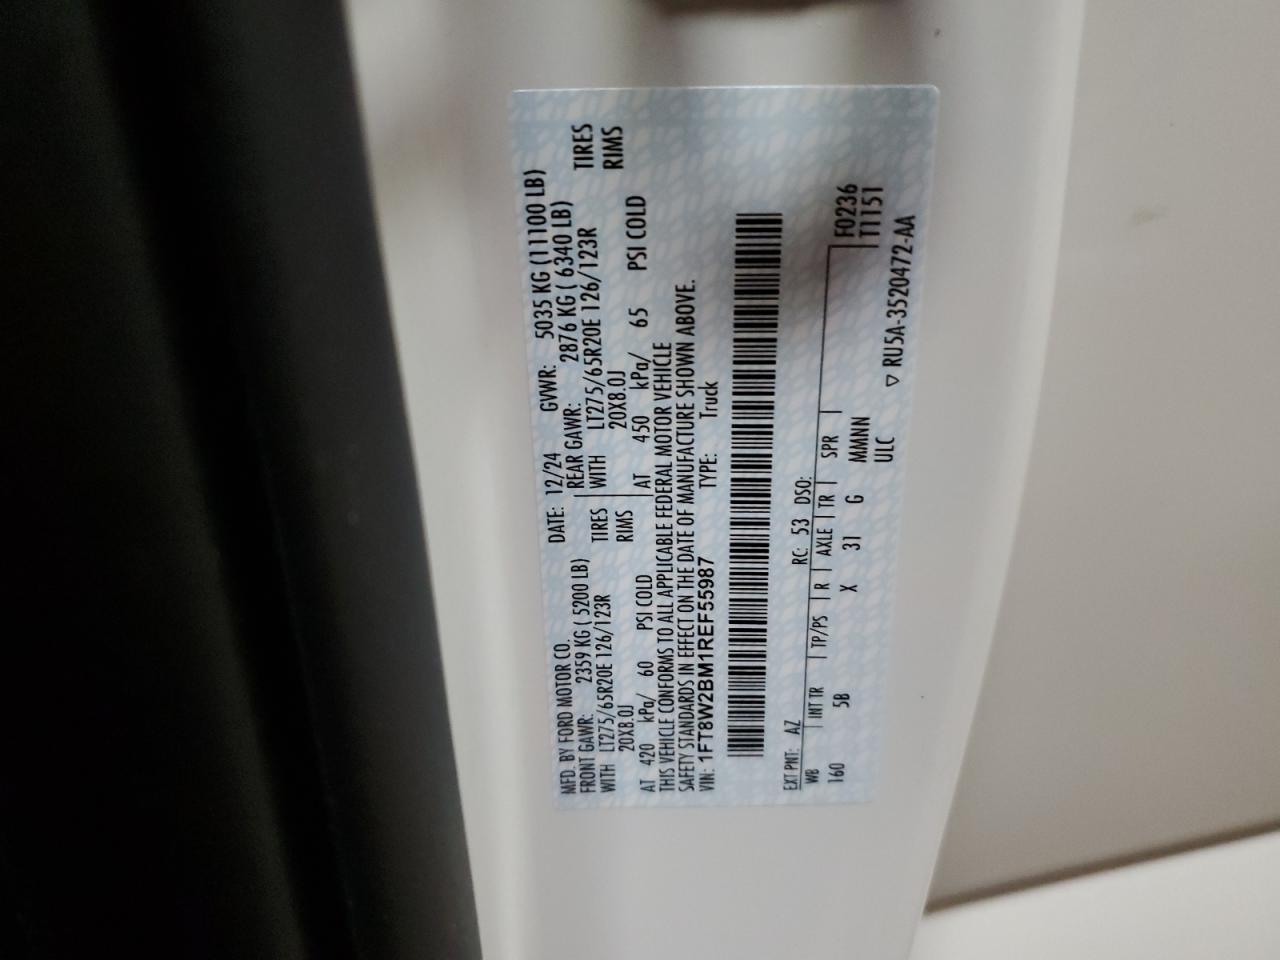 MFD. BY FORD MOTOR CO.
DATE: 12/24 GVWR: 5035 KG (11100 LB)
FRONT GAWR: 2359 KG ( 5200 LB) REAR GAWR: 2876 KG ( 6340 LB)
WITH LT275/65R20E 126/123R TIRES WITH LT275/65R20E 126/123R TIRES
20X8.0J RIMS 20X8.0J RIMS
AT 420 kPa/ 60 PSI COLD AT 450 kPa/ 65 PSI COLD
THIS VEHICLE CONFORMS TO ALL APPLICABLE FEDERAL MOTOR VEHICLE
SAFETY STANDARDS IN EFFECT ON THE DATE OF MANUFACTURE SHOWN ABOVE.
VIN: 1FT8W2BM1REF55987 TYPE: Truck
EXT PNT: AZ RC: 53 DSO:
WB INT TR TP/PS R AXLE TR SPR F0236
160 5B X 31 G MMNN T1151
ULC
▽ RU5A-3520472-AA